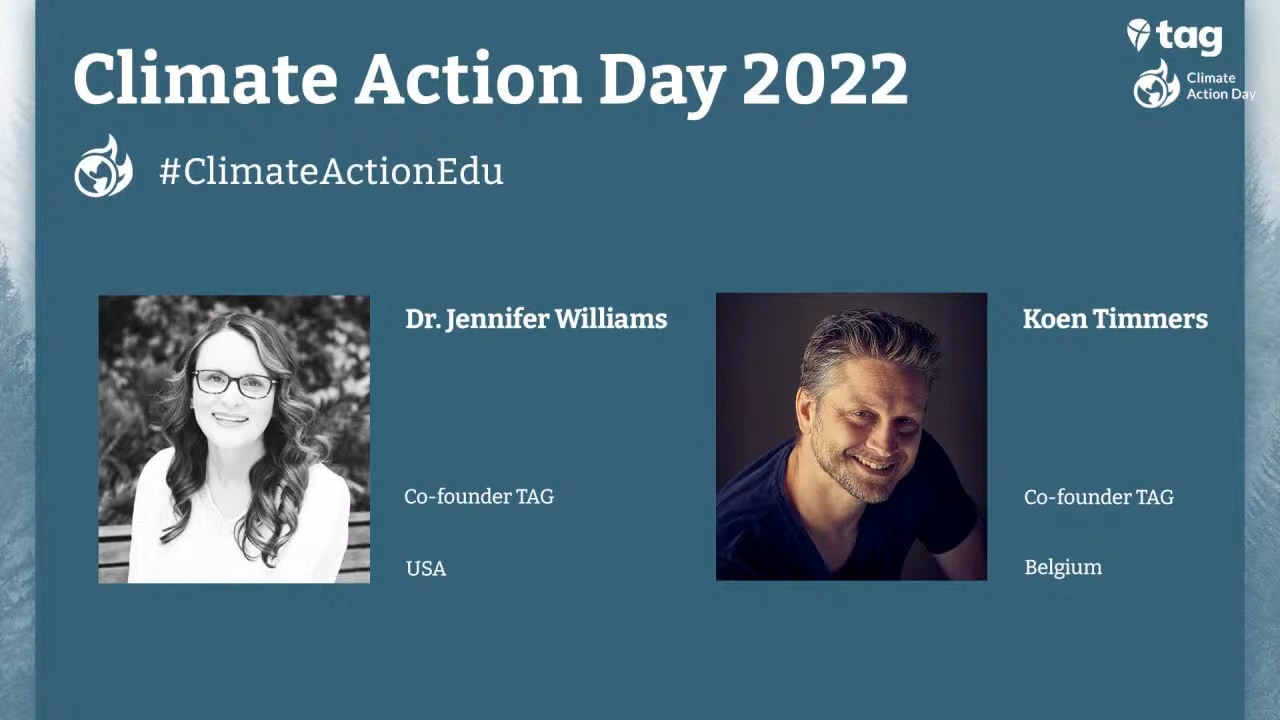 Climate Action Day 2022
#ClimateActionEdu
tag
Climate
Action Day
Dr. Jennifer Williams
Co-founder TAG
USA
Koen Timmers
Co-founder TAG
Belgium